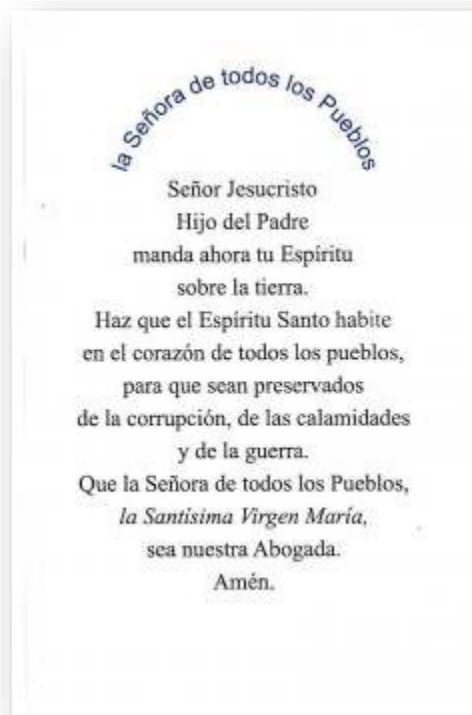 la Señora de todos los Pueblos
Señor Jesucristo
Hijo del Padre
manda ahora tu Espíritu
sobre la tierra.
Haz que el Espíritu Santo habite
en el corazón de todos los pueblos,
para que sean preservados
de la corrupción, de las calamidades
y de la guerra.
Que la Señora de todos los Pueblos,
la Santísima Virgen María,
sea nuestra Abogada.
Amén.